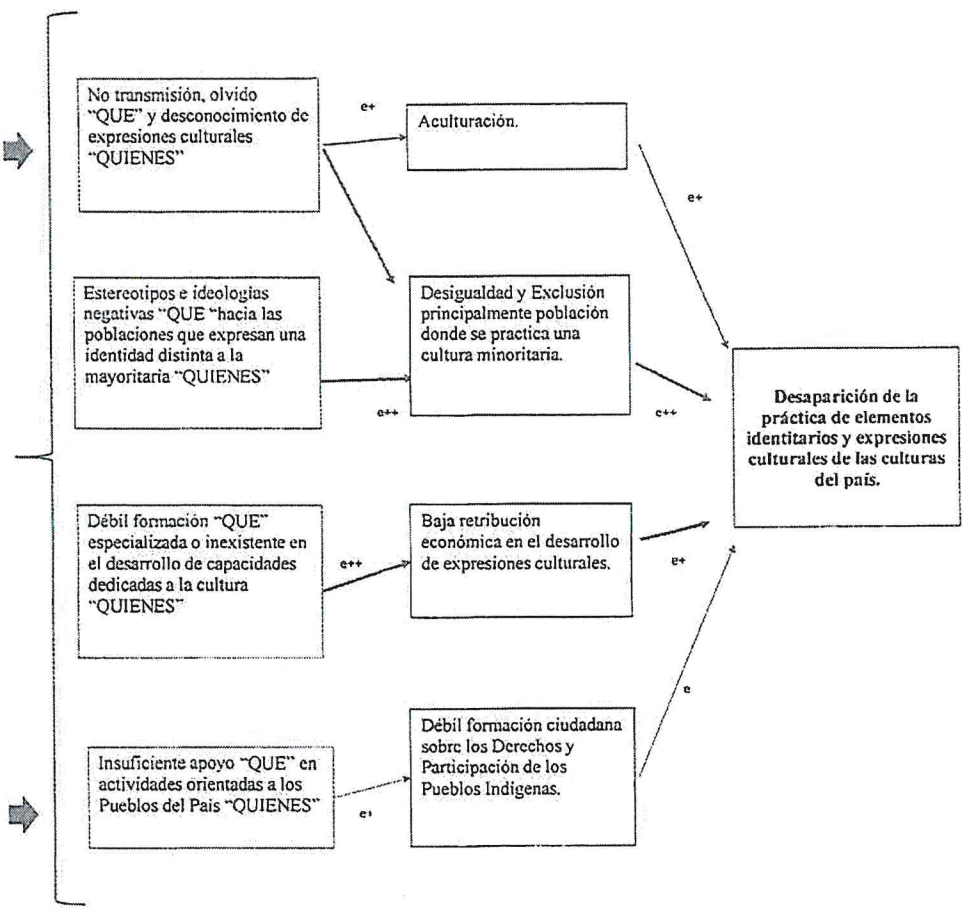 No transmisión, olvido
“QUE” y desconocimiento de
expresiones culturales
“QUIENES”
e+
Aculturación.
e+
Estereotipos e ideologías
negativas “QUE “hacia las
poblaciones que expresan una
identidad distinta a la
mayoritaria “QUIENES”
e++
Desigualdad y Exclusión
principalmente población
donde se practica una
cultura minoritaria.
e++
Desaparición de la
práctica de elementos
identitarios y expresiones
culturales de las culturas
del país.
Débil formación “QUE”
especializada o inexistente en
el desarrollo de capacidades
dedicadas a la cultura
“QUIENES”
e++
Baja retribución
económica en el desarrollo
de expresiones culturales.
e+
Insuficiente apoyo “QUE” en
actividades orientadas a los
Pueblos del País “QUIENES”
Débil formación ciudadana
sobre los Derechos y
Participación de los
Pueblos Indigenas.
e